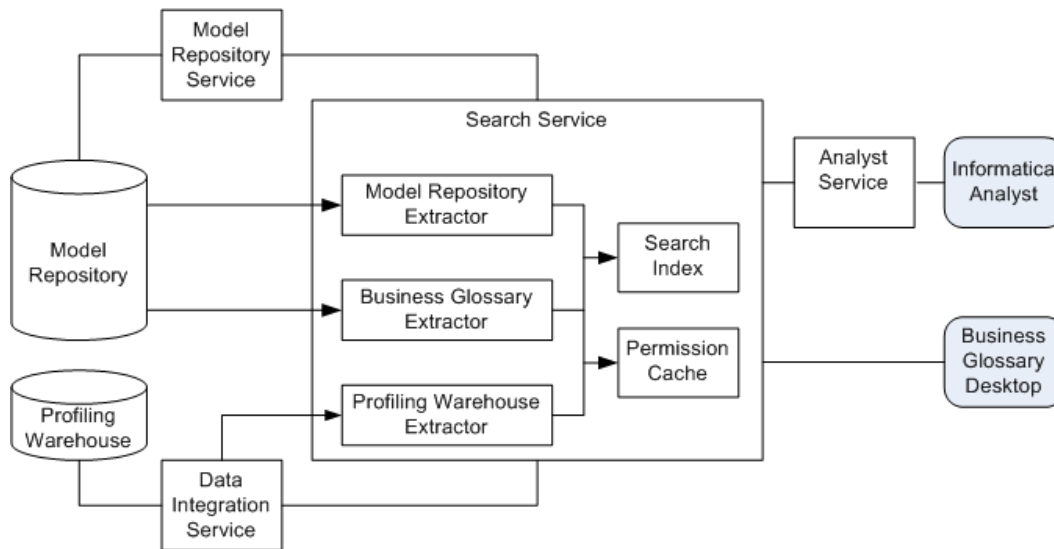 Model
Repository
Service
Search Service
Model Repository
Extractor
Business Glossary
Extractor
Profiling Warehouse
Extractor
Search
Index
Permission
Cache
Model
Repository
Profiling
Warehouse
Data
Integration
Service
Analyst
Service
Informatica
Analyst
Business
Glossary
Desktop